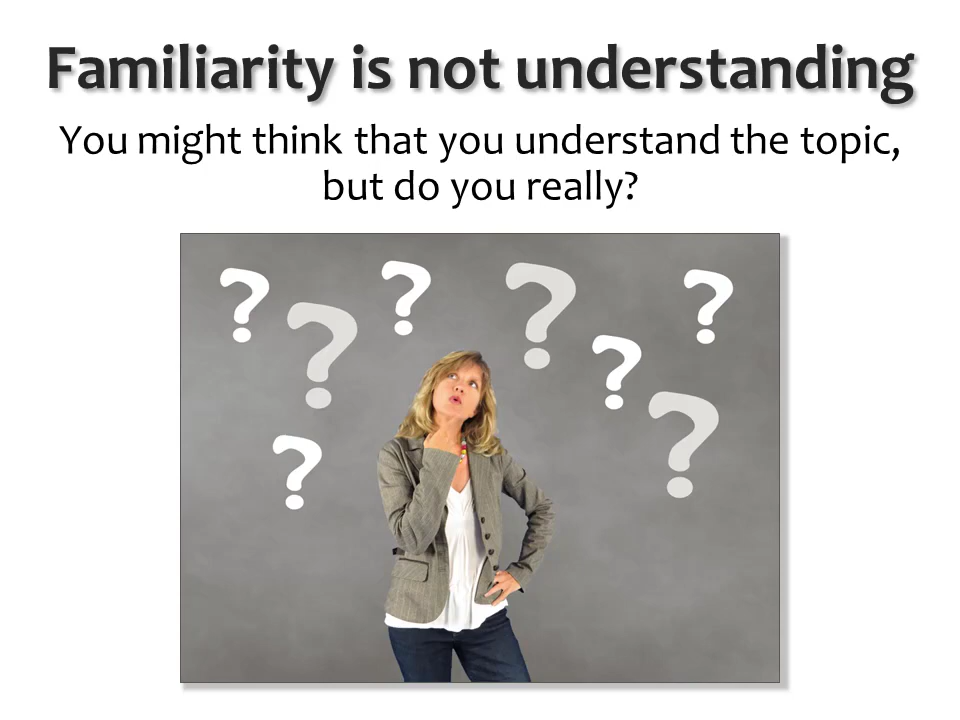 Familiarity is not understanding
You might think that you understand the topic,
but do you really?
? ? ? ? ? ? ? ?